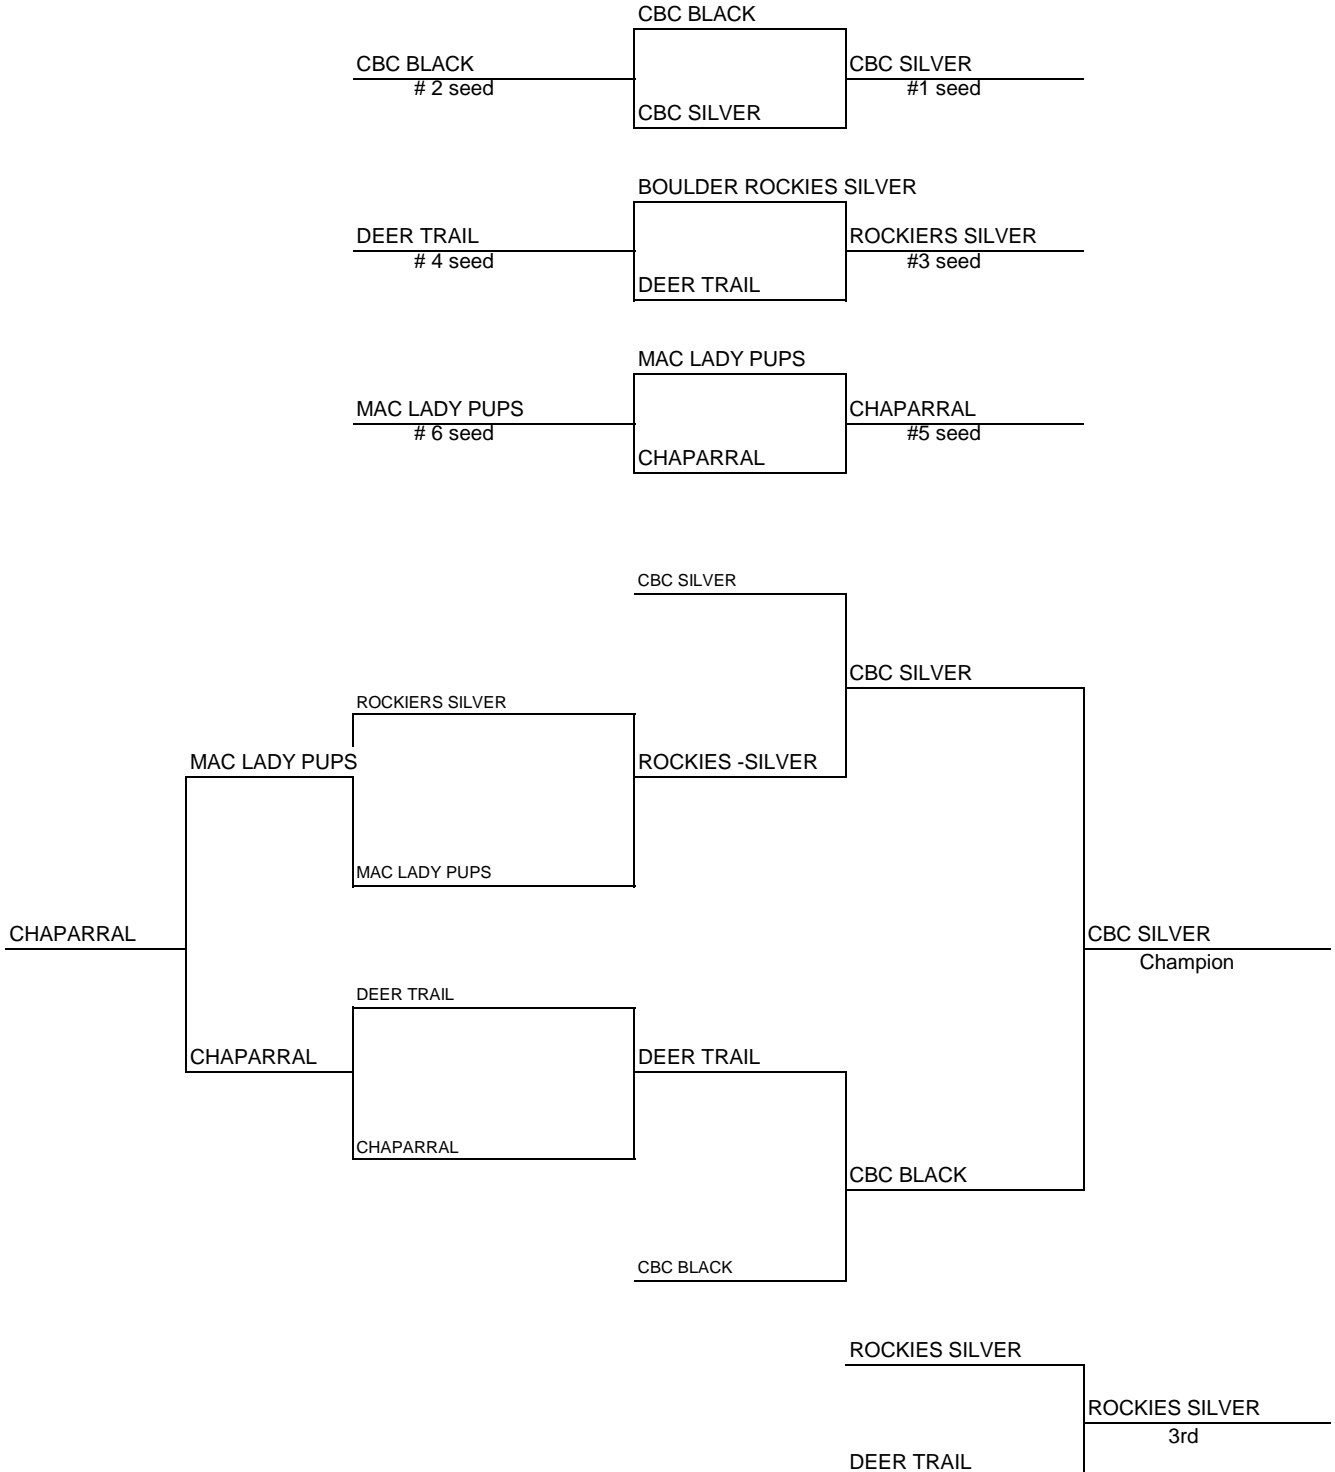 CBC BLACK
CBC BLACK
CBC SILVER
# 2 seed
#1 seed
CBC SILVER
BOULDER ROCKIES SILVER
DEER TRAIL
ROCKIERS SILVER
# 4 seed
#3 seed
DEER TRAIL
MAC LADY PUPS
MAC LADY PUPS
CHAPARRAL
# 6 seed
#5 seed
CHAPARRAL
CBC SILVER
CBC SILVER
ROCKIERS SILVER
MAC LADY PUPS
ROCKIES -SILVER
MAC LADY PUPS
CHAPARRAL
CBC SILVER
Champion
DEER TRAIL
CHAPARRAL
DEER TRAIL
CHAPARRAL
CBC BLACK
CBC BLACK
ROCKIES SILVER
ROCKIES SILVER
3rd
DEER TRAIL